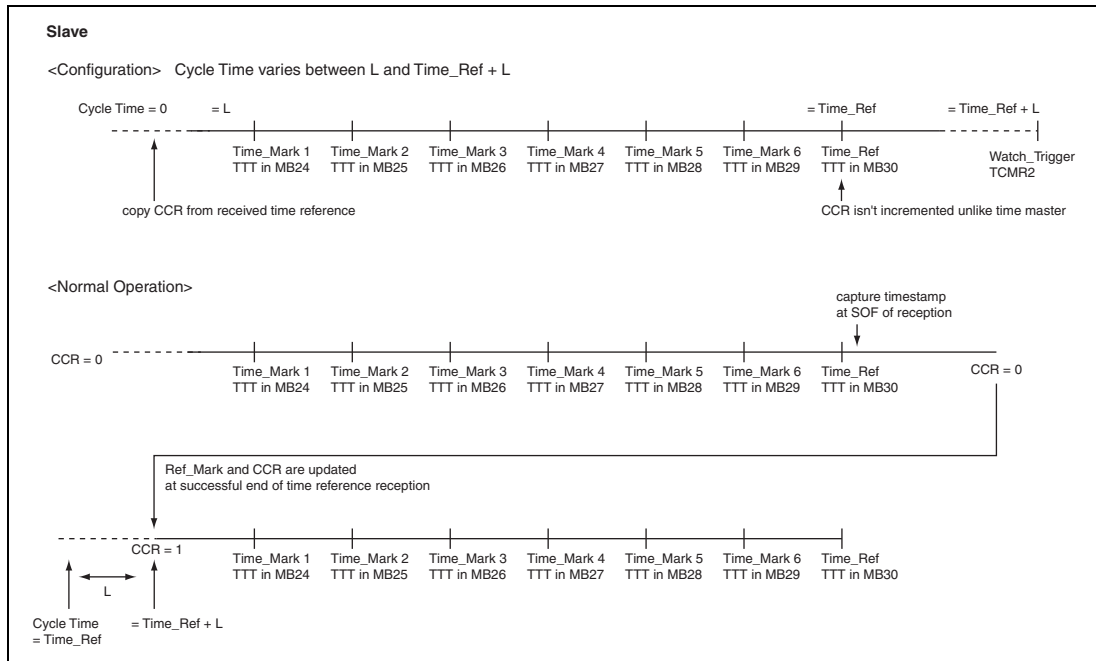 Slave
<Configuration> Cycle Time varies between L and Time_Ref + L
Cycle Time = 0 = L = Time_Ref = Time_Ref + L
Time_Mark 1 Time_Mark 2 Time_Mark 3 Time_Mark 4 Time_Mark 5 Time_Mark 6 Time_Ref
TTT in MB24 TTT in MB25 TTT in MB26 TTT in MB27 TTT in MB28 TTT in MB29 TTT in MB30
Watch_Trigger
TCMR2
copy CCR from received time reference CCR isn't incremented unlike time master
<Normal Operation>
capture timestamp
at SOF of reception
CCR = 0
Time_Mark 1 Time_Mark 2 Time_Mark 3 Time_Mark 4 Time_Mark 5 Time_Mark 6 Time_Ref
TTT in MB24 TTT in MB25 TTT in MB26 TTT in MB27 TTT in MB28 TTT in MB29 TTT in MB30
CCR = 0
Ref_Mark and CCR are updated
at successful end of time reference reception
CCR = 1
Time_Mark 1 Time_Mark 2 Time_Mark 3 Time_Mark 4 Time_Mark 5 Time_Mark 6 Time_Ref
TTT in MB24 TTT in MB25 TTT in MB26 TTT in MB27 TTT in MB28 TTT in MB29 TTT in MB30
L
Cycle Time
= Time_Ref
= Time_Ref + L